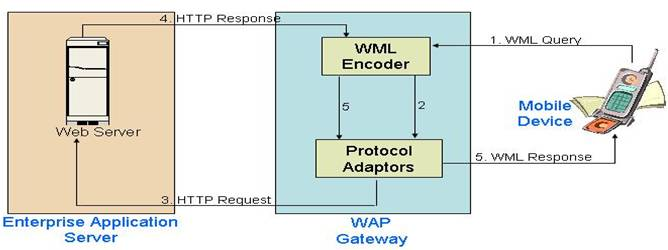 4. HTTP Response
WML
Encoder
1. WML Query
5
2
Web Server
Mobile
Device
Protocol
Adaptors
5. WML Response
3. HTTP Request
Enterprise Application
Server
WAP
Gateway